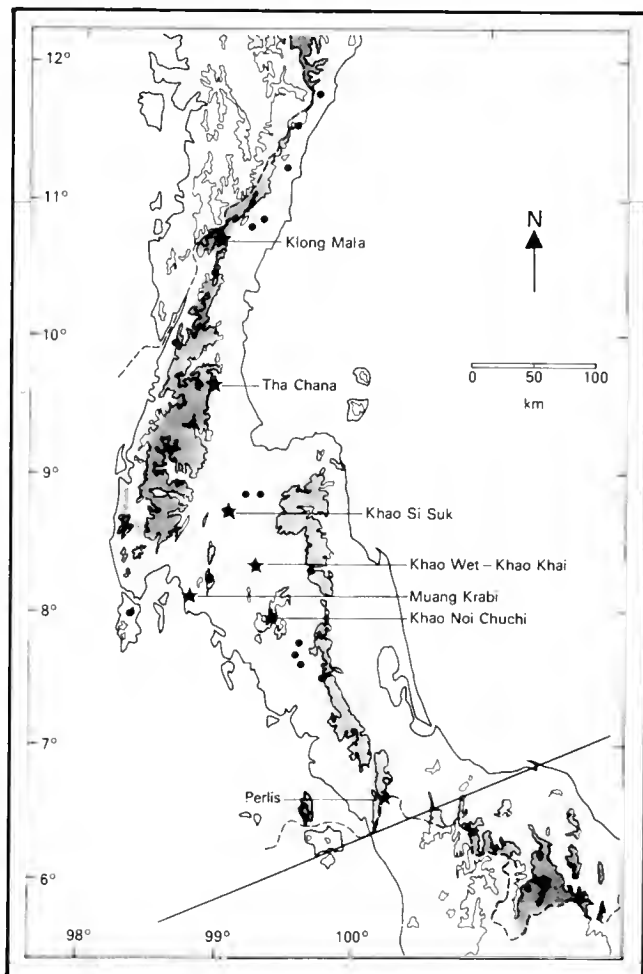 12°
11°
N
Klong Mala
10°
0 50 100
km
Tha Chana
9°
Khao Si Suk
Khao Wet – Khao Khai
Muang Krabi
8°
Khao Noi Chuchi
7°
Perlis
6°
98° 99° 100°